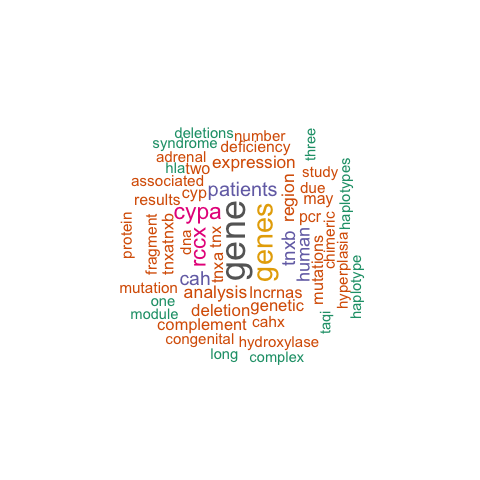 deletions
number
three
syndrome
deficiency
adrenal
hla
two
expression
study
haplotypes
associated
cyp
patients
region
due
may
results
cypa
gene
genes
pcr
protein
fragment
tnxatnxb
dna
rccx
tnxa
tnx
tnxb
human
chimeric
mutations
hyperplasia
haplotype
cah
mutation
analysis
lncrnas
one
deletion
genetic
module
complement
cahx
taqi
congenital
hydroxylase
long
complex